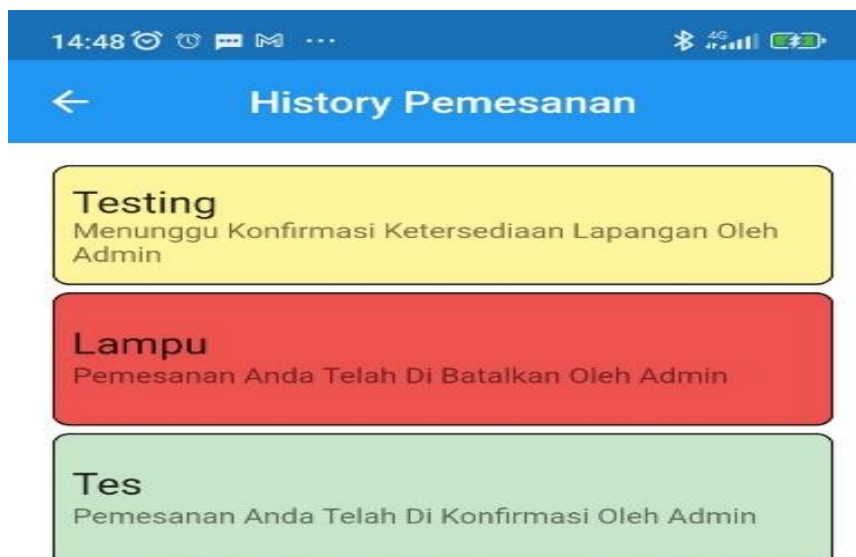 14:48
4G
History Pemesanan
Testing
Menunggu Konfirmasi Ketersediaan Lapangan Oleh
Admin
Lampu
Pemesanan Anda Telah Di Batalkan Oleh Admin
Tes
Pemesanan Anda Telah Di Konfirmasi Oleh Admin